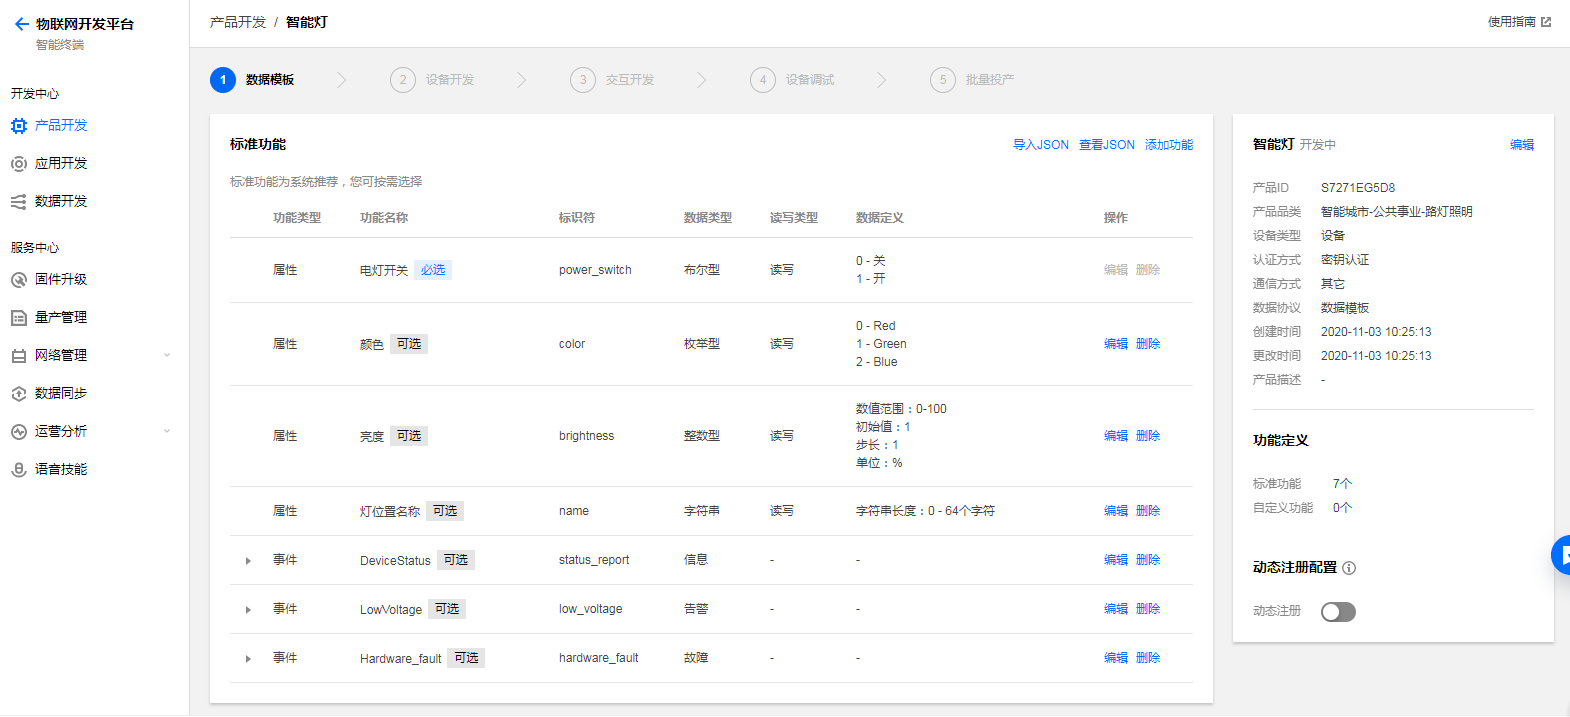 物联网开发平台
智能终端
开发中心
产品开发
应用开发
数据开发
服务中心
固件升级
量产管理
网络管理
数据同步
运营分析
语音技能
产品开发 / 智能灯
使用指南
1 数据模板 2 设备开发 3 交互开发 4 设备调试 5 批量投产
标准功能 导入JSON 查看JSON 添加功能
标准功能为系统推荐，您可按需选择
功能类型 功能名称 标识符 数据类型 读写类型 数据定义 操作
属性 电灯开关 必选 power_switch 布尔型 读写 0 - 关 编辑 删除
1 - 开
属性 颜色 可选 color 枚举型 读写 0 - Red 编辑 删除
1 - Green
2 - Blue
属性 亮度 可选 brightness 整数型 读写 数值范围：0-100 编辑 删除
初始值：1
步长：1
单位：%
属性 灯位置名称 可选 name 字符串 读写 字符串长度：0 - 64个字符 编辑 删除
事件 DeviceStatus 可选 status_report 信息 - - 编辑 删除
事件 LowVoltage 可选 low_voltage 告警 - - 编辑 删除
事件 Hardware_fault 可选 hardware_fault 故障 - - 编辑 删除
智能灯 开发中 编辑
产品ID S7271EG5D8
产品品类 智能城市-公共事业-路灯照明
设备类型 设备
认证方式 密钥认证
通信方式 其它
数据协议 数据模板
创建时间 2020-11-03 10:25:13
更改时间 2020-11-03 10:25:13
产品描述 -
功能定义
标准功能 7个
自定义功能 0个
动态注册配置
动态注册